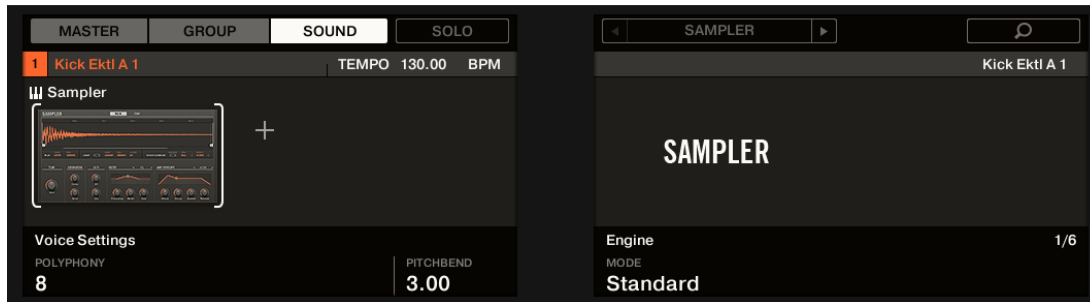 MASTER GROUP SOUND SOLO
1 Kick Ektl A 1 TEMPO 130.00 BPM
Sampler
+
Voice Settings
POLYPHONY PITCHBEND
8 3.00
SAMPLER
Kick Ektl A 1
SAMPLER
Engine 1/6
MODE
Standard